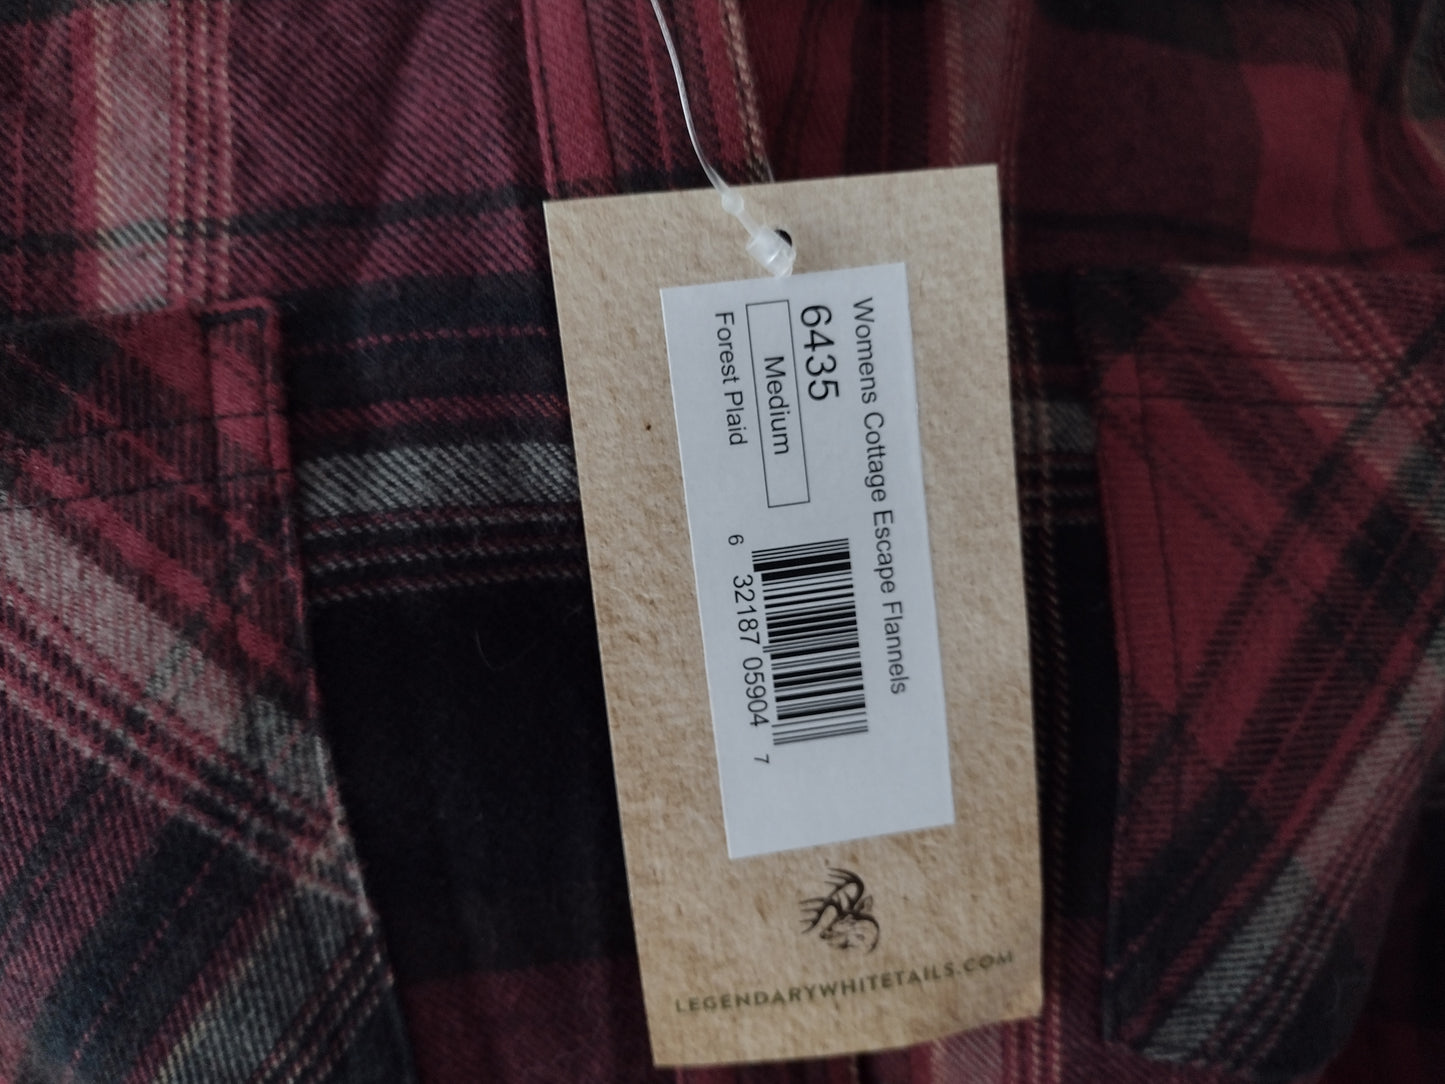 Womens Cottage Escape Flannels
6435
Medium
Forest Plaid
6 32187 05904 7
LEGENDARYWHITETAILS.COM